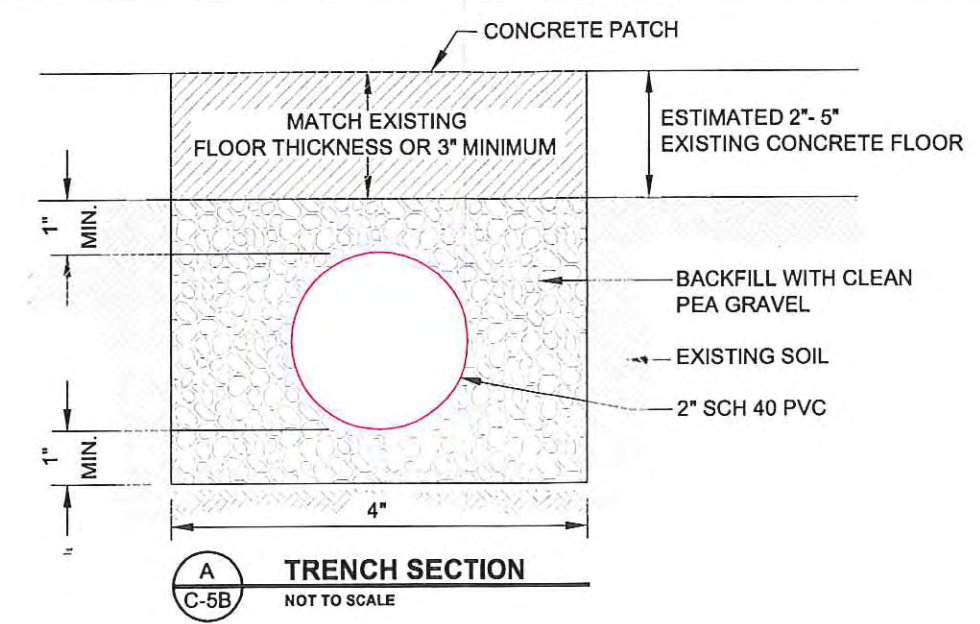 CONCRETE PATCH
MATCH EXISTING
FLOOR THICKNESS OR 3" MINIMUM
ESTIMATED 2"- 5"
EXISTING CONCRETE FLOOR
1"
MIN.
BACKFILL WITH CLEAN
PEA GRAVEL
EXISTING SOIL
2" SCH 40 PVC
1"
MIN.
4"
A
C-5B
TRENCH SECTION
NOT TO SCALE